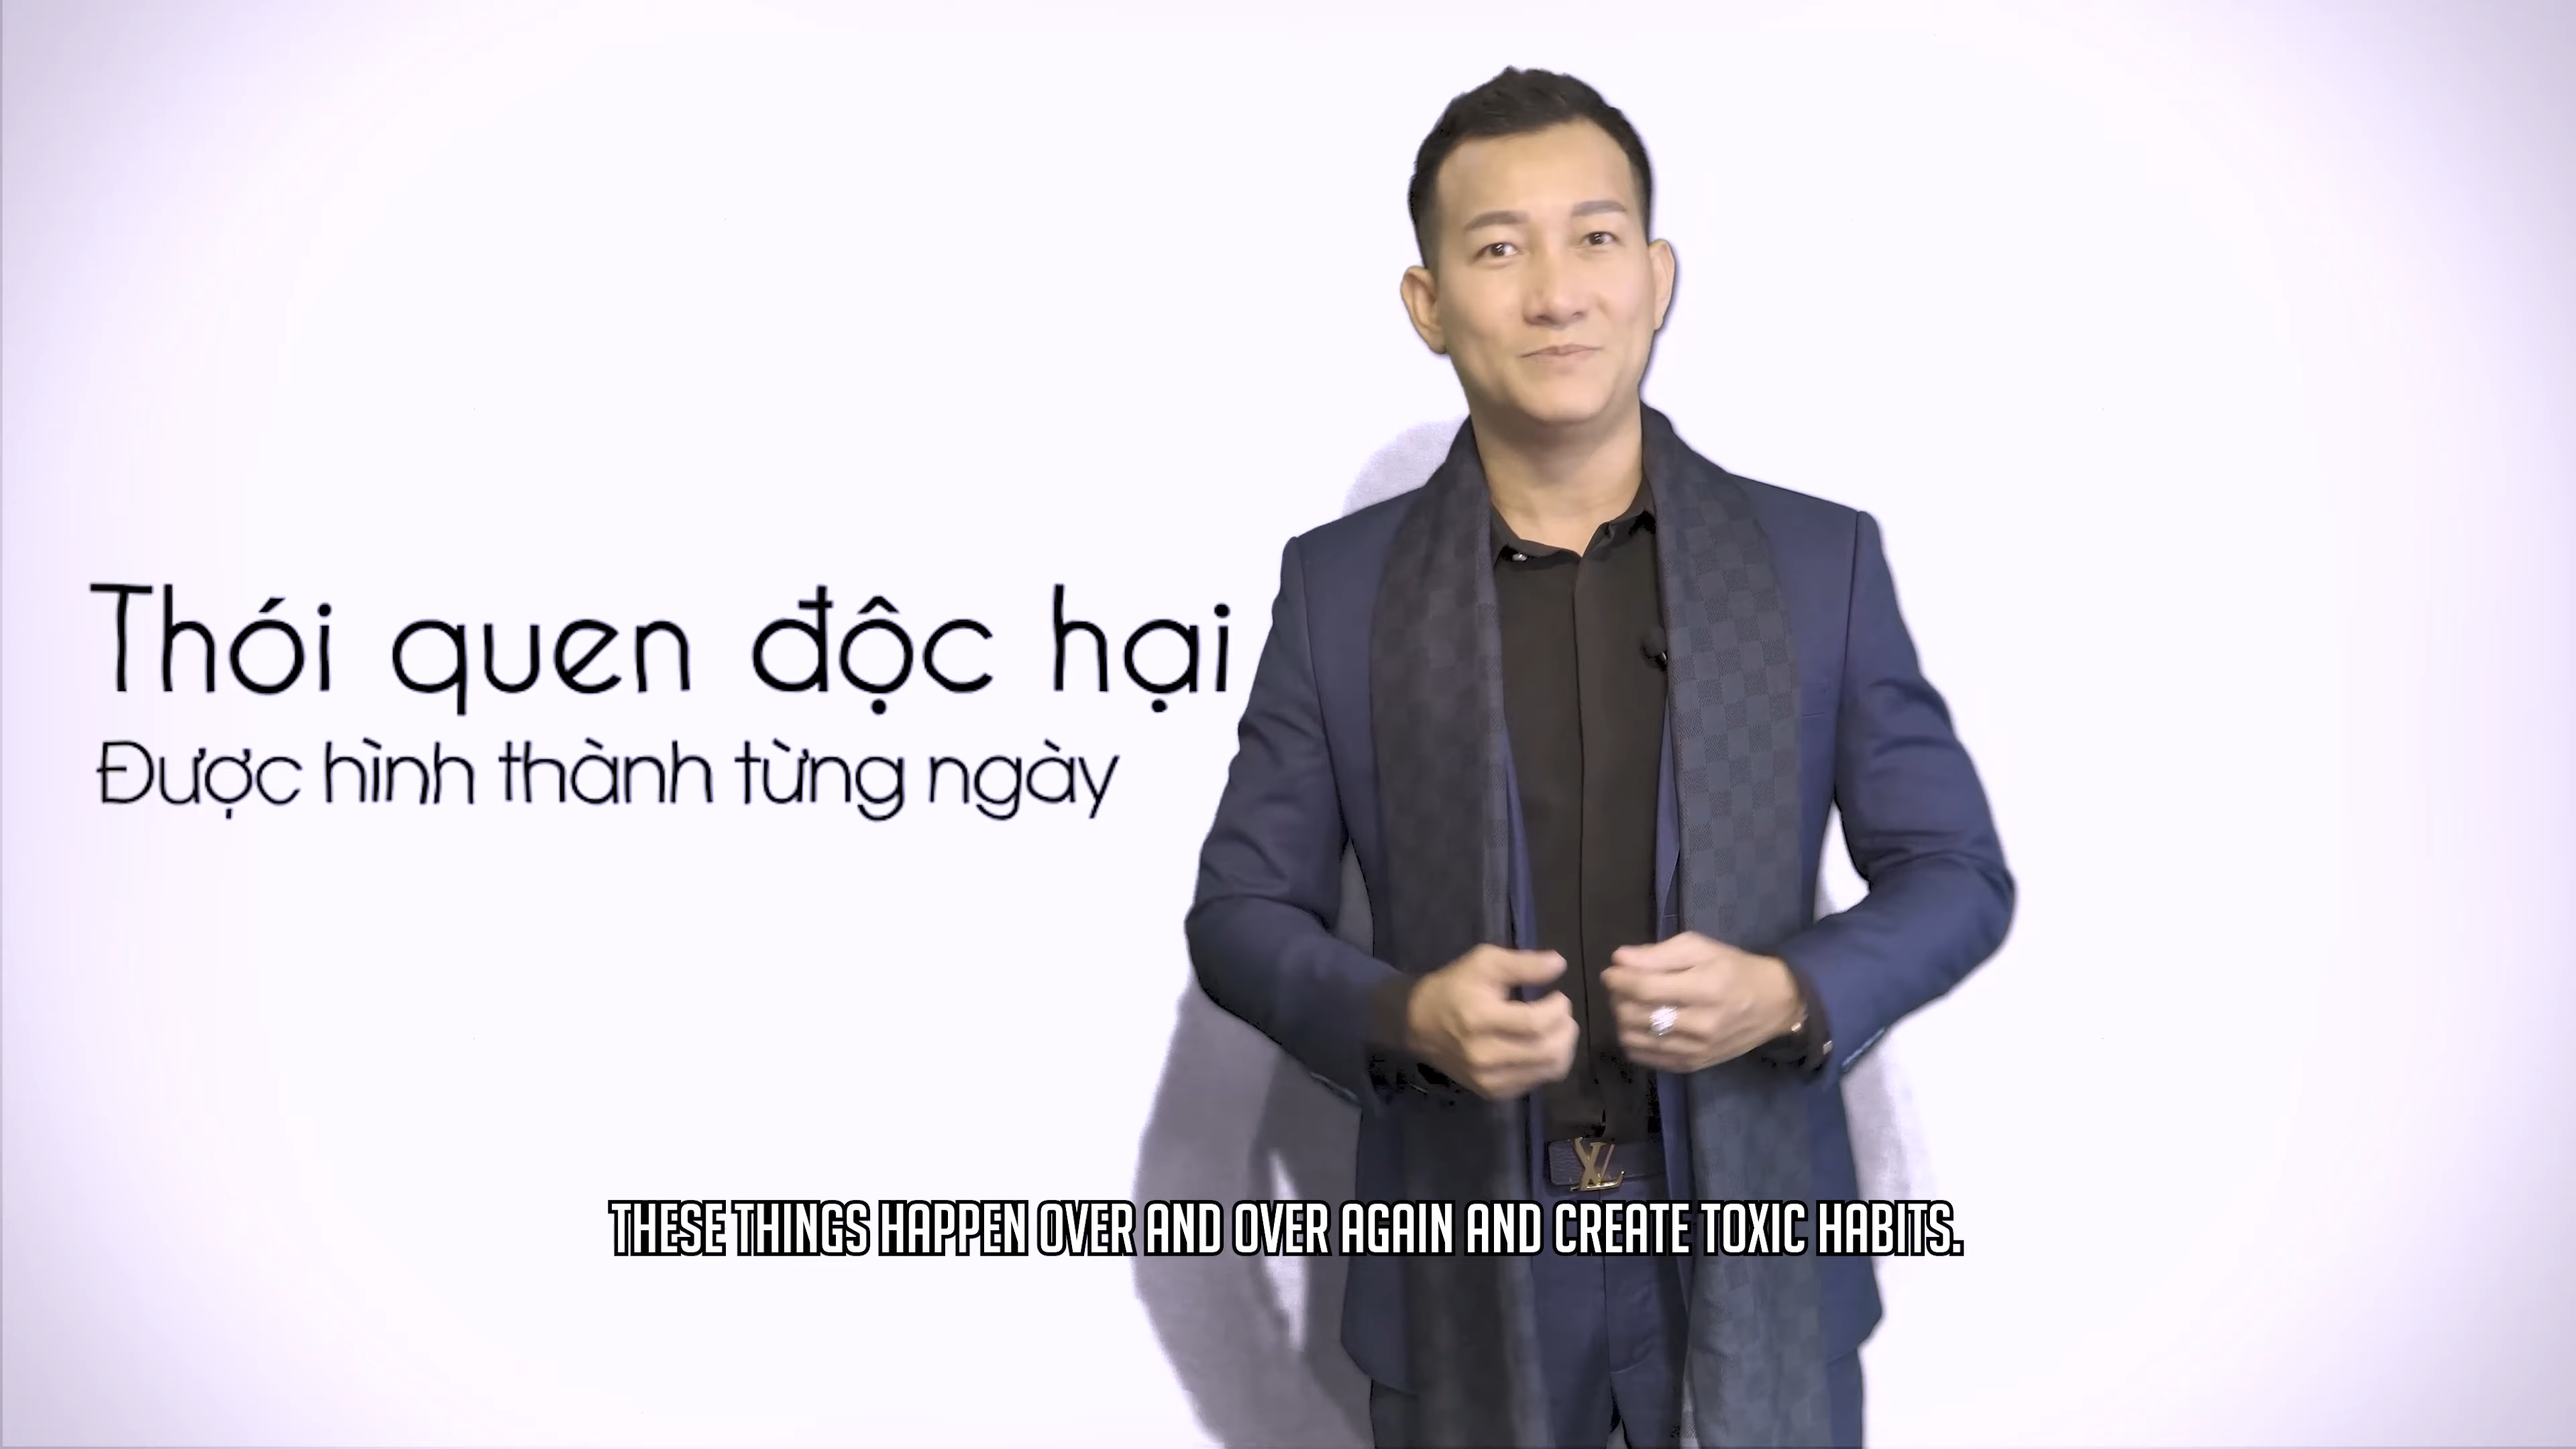 Thói quen độc hại
Được hình thành từng ngày
THESE THINGS HAPPEN OVER AND OVER AGAIN AND CREATE TOXIC HABITS.